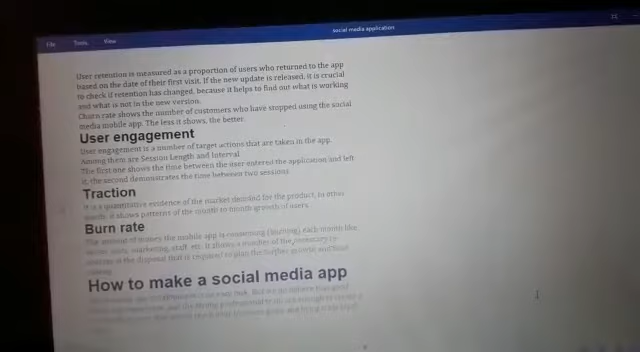 File Tools View
social media application
User retention is measured as a proportion of users who returned to the app
based on the date of their first visit. If the new update is released, it is crucial
to check if retention has changed, because it helps to find out what is working
and what is not in the new version.
Churn rate shows the number of customers who have stopped using the social
media mobile app. The less it shows, the better.
User engagement
User engagement is a number of target actions that are taken in the app.
Among them are Session Length and Interval
The first one shows the time between the user entered the application and left
it, the second demonstrates the time between two sessions
Traction
It is a quantitative evidence of the market demand for the product, in other
words, it shows patterns of the month to month growth of users
Burn rate
The amount of money the mobile app is consuming (burning) each month like
marketing, staff, etc. It shows a
at the disposal that is required to plan the further growth and
How to make a social media app